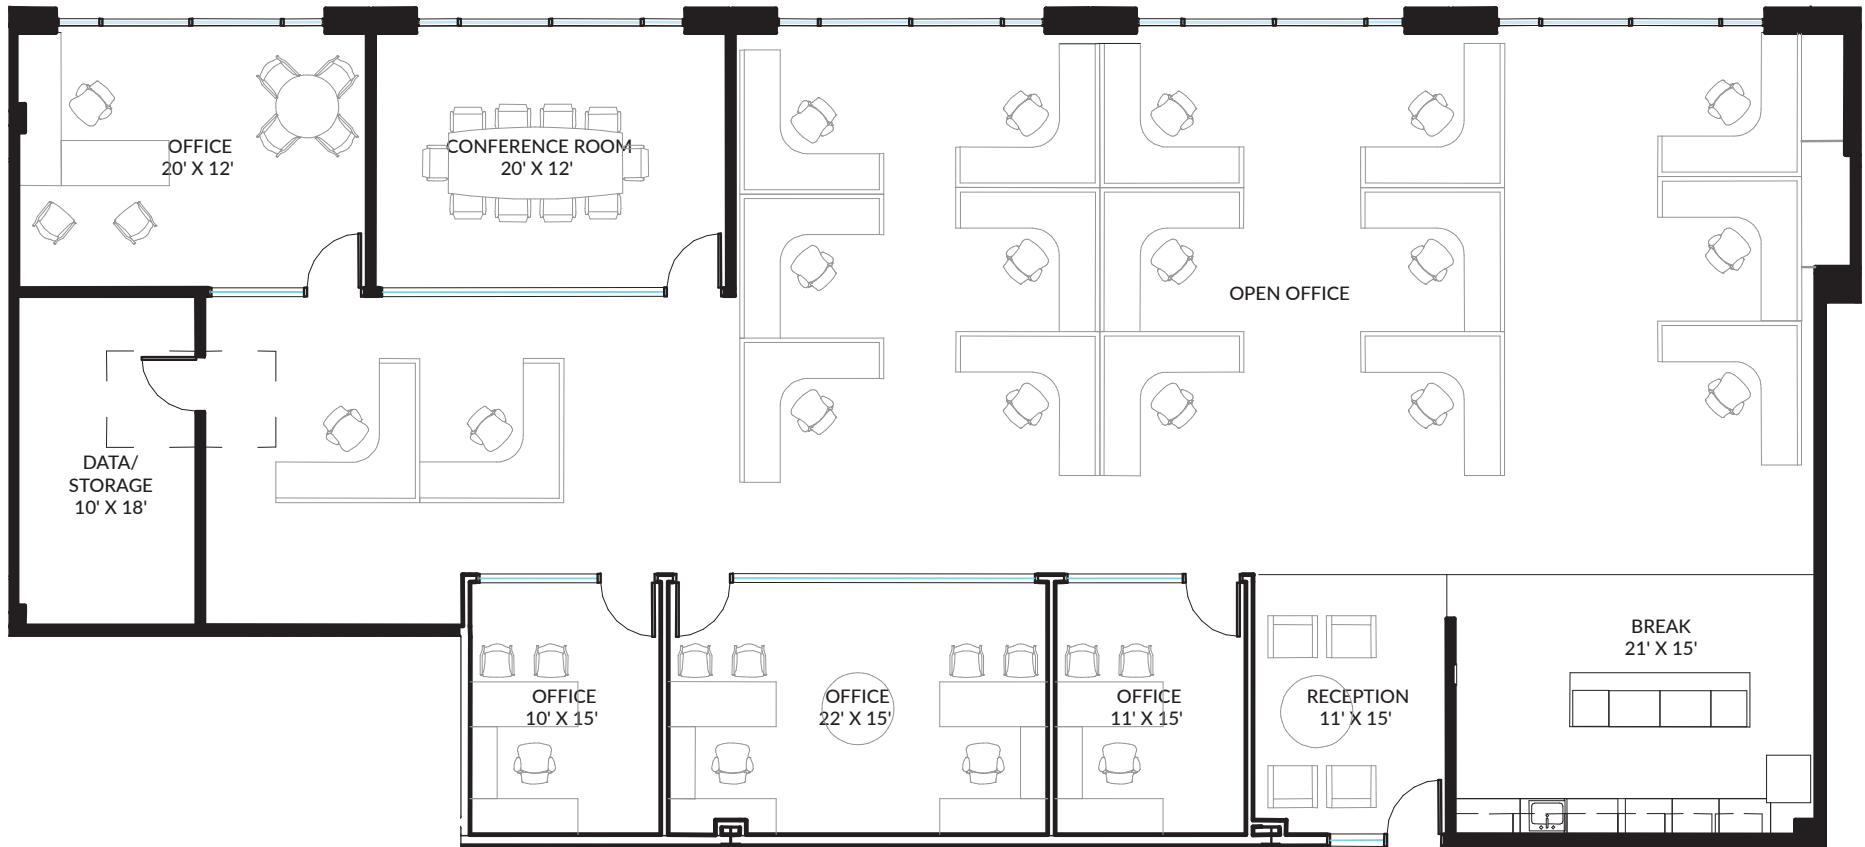 OFFICE
20' X 12'
CONFERENCE ROOM
20' X 12'
OPEN OFFICE
DATA/
STORAGE
10' X 18'
OFFICE
10' X 15'
OFFICE
22' X 15'
OFFICE
11' X 15'
RECEPTION
11' X 15'
BREAK
21' X 15'